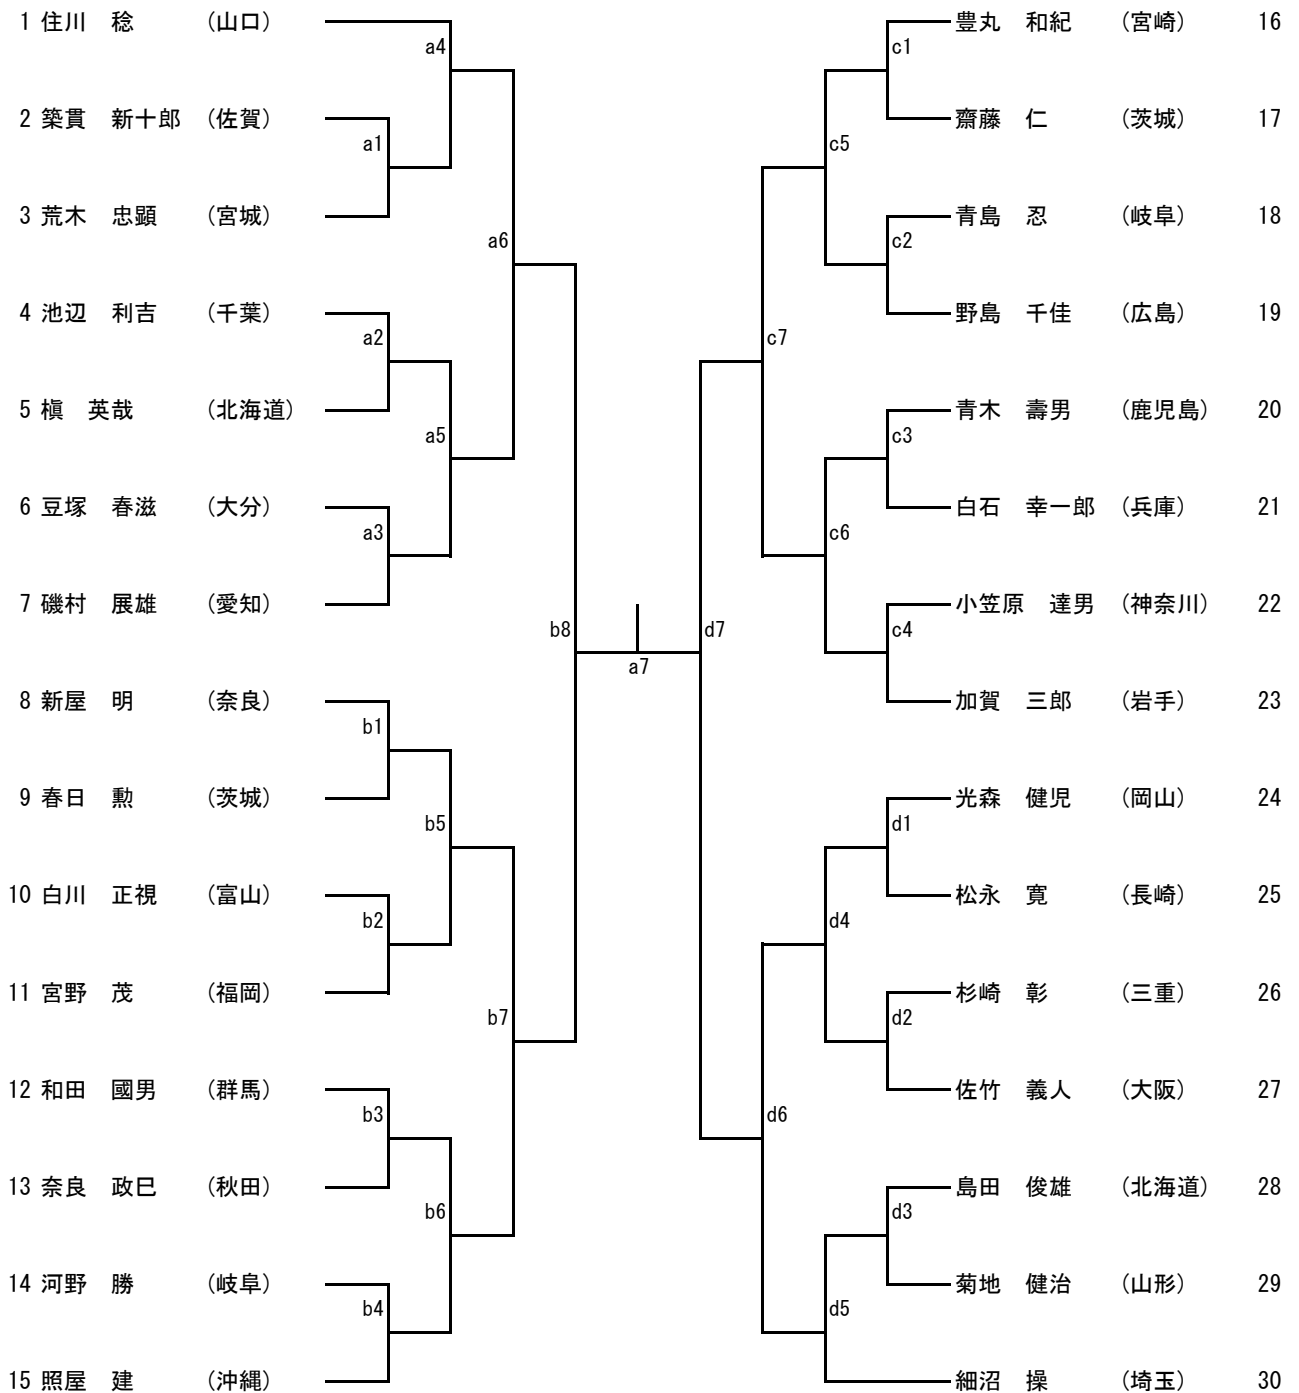 1 住川　稔　（山口）
a4
2 築貫　新十郎　（佐賀）
a1
3 荒木　忠顕　（宮城）
a6
4 池辺　利吉　（千葉）
a2
5 槇　英哉　（北海道）
a5
6 豆塚　春滋　（大分）
a3
7 磯村　展雄　（愛知）
b8
a7
8 新屋　明　（奈良）
b1
9 春日　勲　（茨城）
b5
10 白川　正視　（富山）
b2
11 宮野　茂　（福岡）
b7
12 和田　國男　（群馬）
b3
13 奈良　政巳　（秋田）
b6
14 河野　勝　（岐阜）
b4
15 照屋　建　（沖縄）
豊丸　和紀　（宮崎）　16
c1
齋藤　仁　（茨城）　17
c5
青島　忍　（岐阜）　18
c2
野島　千佳　（広島）　19
c7
青木　壽男　（鹿児島）　20
c3
白石　幸一郎　（兵庫）　21
c6
小笠原　達男　（神奈川）　22
c4
d7
加賀　三郎　（岩手）　23
光森　健児　（岡山）　24
d1
松永　寛　（長崎）　25
d4
杉崎　彰　（三重）　26
d2
佐竹　義人　（大阪）　27
d6
島田　俊雄　（北海道）　28
d3
菊地　健治　（山形）　29
d5
細沼　操　（埼玉）　30